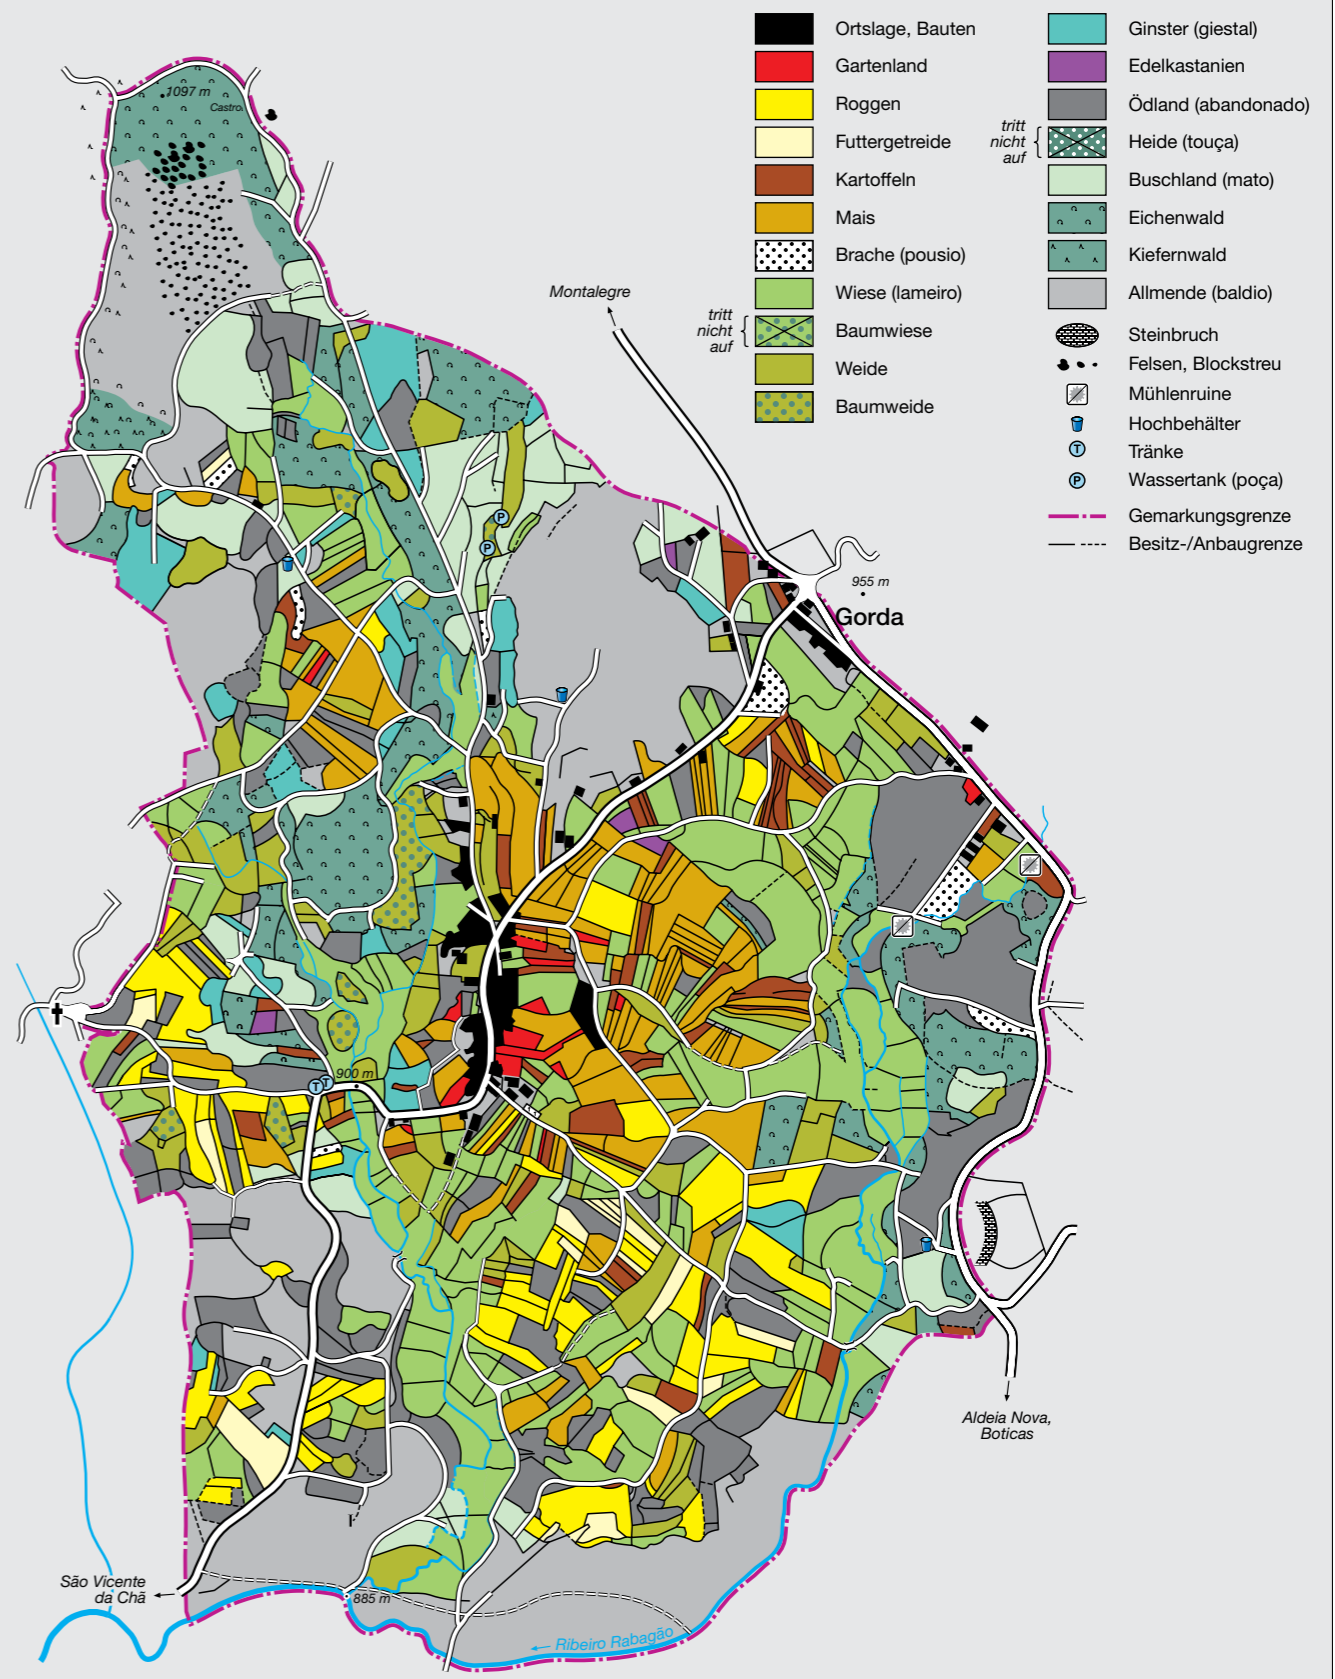 Ortslage, Bauten
Gartenland
Roggen
Futtergetreide
Kartoffeln
Mais
Brache (pousio)
Wiese (lameiro)
tritt
nicht
auf
Baumwiese
Weide
Baumweide
Ginster (giestal)
Edelkastanien
Ödland (abandonado)
tritt
nicht
auf
Heide (touça)
Buschland (mato)
Eichenwald
Kiefernwald
Allmende (baldio)
Steinbruch
Felsen, Blockstreu
Mühlenruine
Hochbehälter
T
Tränke
P
Wassertank (poça)
Gemarkungsgrenze
Besitz-/Anbaugrenze
1097 m
Castro
Montalegre
P
P
955 m
Gorda
900 m
T
T
Aldeia Nova,
Boticas
São Vicente
da Chã
885 m
Ribeiro Rabagão